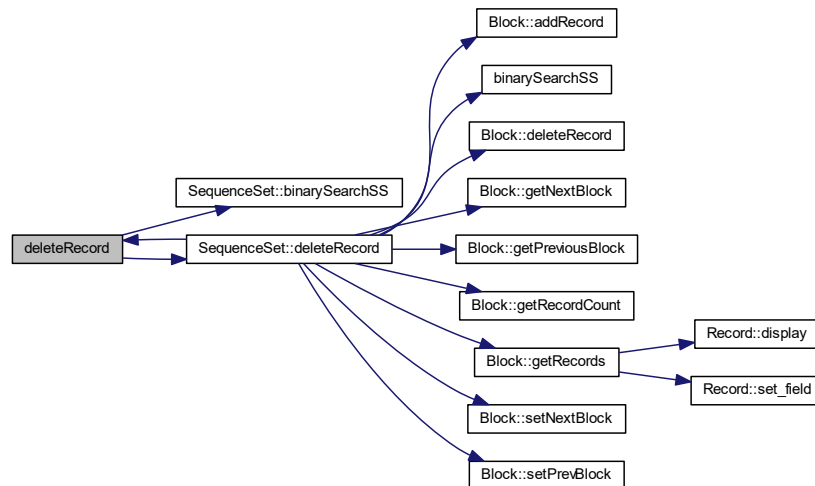 Block::addRecord
binarySearchSS
Block::deleteRecord
SequenceSet::binarySearchSS
Block::getNextBlock
deleteRecord
SequenceSet::deleteRecord
Block::getPreviousBlock
Block::getRecordCount
Record::display
Block::getRecords
Record::set_field
Block::setNextBlock
Block::setPrevBlock